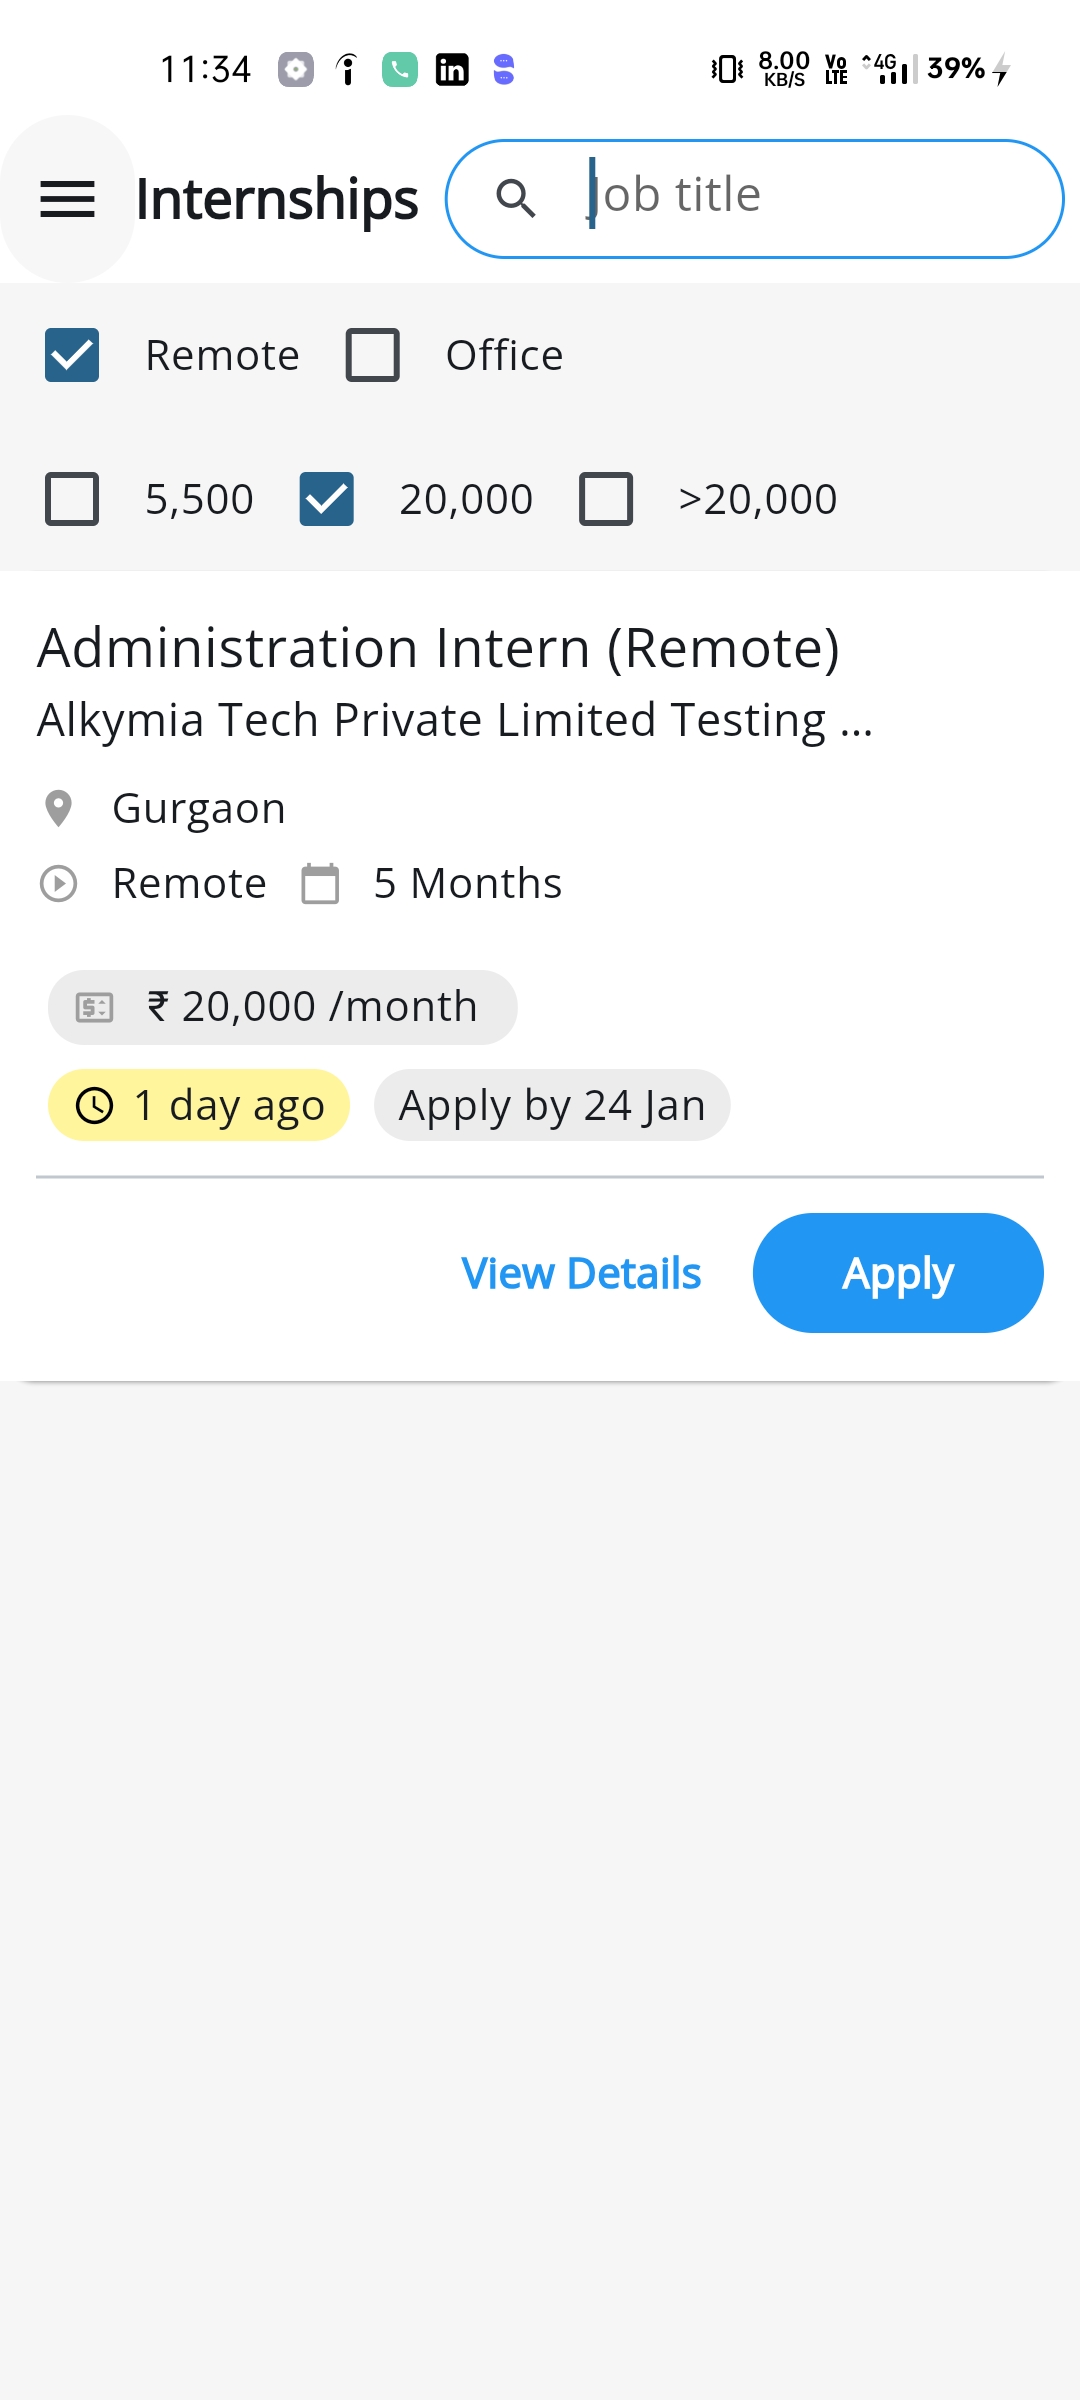 11:34 in 8.00 KB/S Vo LTE 4G 39%
Internships Job title
Remote Office
5,500 20,000 >20,000
Administration Intern (Remote)
Alkymia Tech Private Limited Testing ...
Gurgaon
Remote 5 Months
₹ 20,000 /month
1 day ago Apply by 24 Jan
View Details Apply